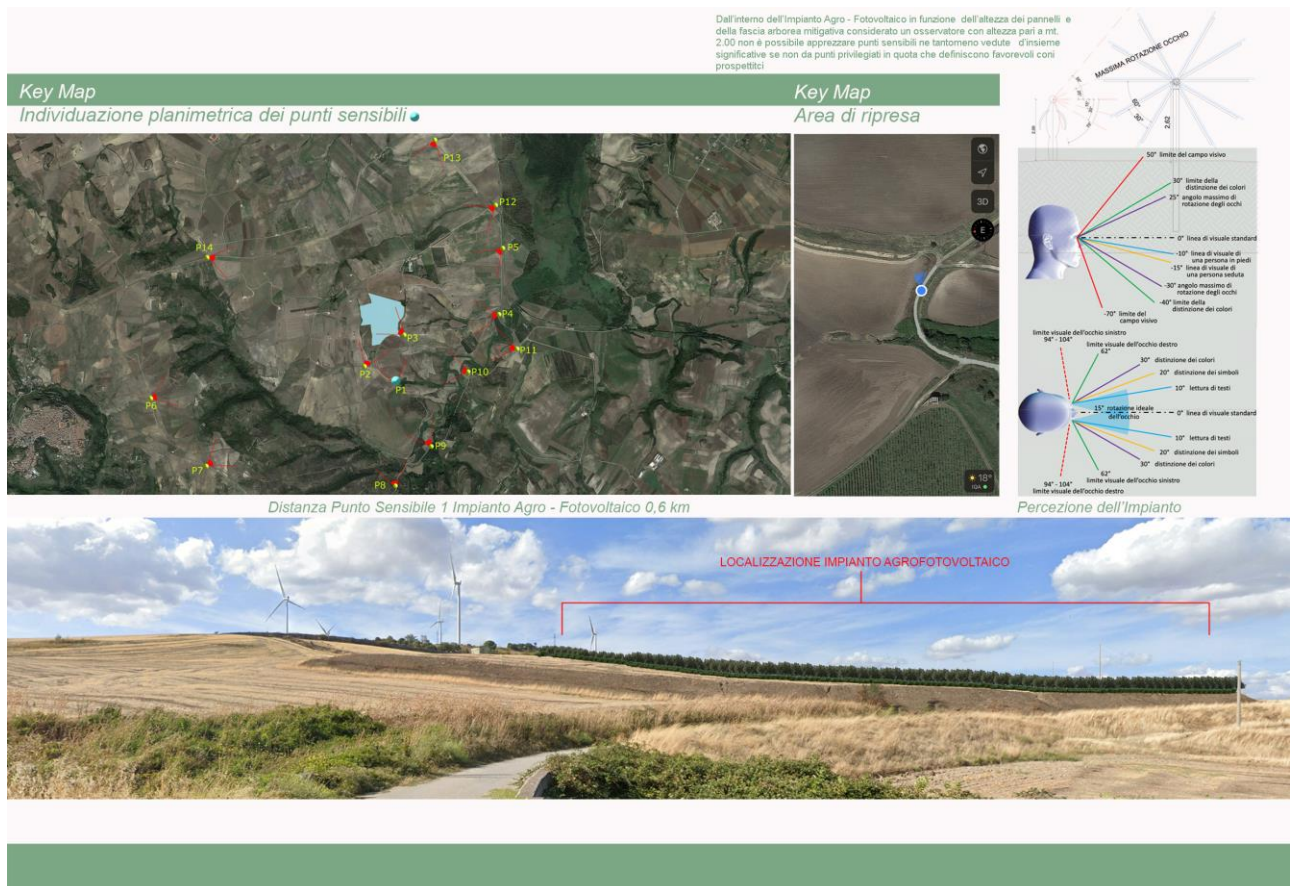 Dall'interno dell'Impianto Agro - Fotovoltaico in funzione dell'altezza dei pannelli e
della fascia arborea mitigativa considerato un osservatore con altezza pari a mt.
2.00 non è possibile apprezzare punti sensibili ne tantomeno vedute d'insieme
significative se non da punti privilegiati in quota che definiscono favorevoli coni
prospettitci
MASSIMA ROTAZIONE OCCHIO
60°
30°
2.62
2.00
Key Map
Individuazione planimetrica dei punti sensibili
Key Map
Area di ripresa
P13
P12
P5
P14
P4
P3
P11
P2
P10
P1
P6
P9
P7
P8
3D
E
18°
IQA
50° limite del campo visivo
30° limite della
distinzione dei colori
25° angolo massimo di
rotazione degli occhi
0° linea di visuale standard
-10° linea di visuale di
una persona in piedi
-15° linea di visuale di
una persona seduta
-30° angolo massimo di
rotazione degli occhi
-40° limite della
distinzione dei colori
-70° limite del
campo visivo
limite visuale dell'occhio sinistro
94° - 104°
limite visuale dell'occhio destro
62°
30° distinzione dei colori
20° distinzione dei simboli
10° lettura di testi
15° rotazione ideale
dell'occhio
0° linea di visuale standard
10° lettura di testi
20° distinzione dei simboli
30° distinzione dei colori
62°
limite visuale dell'occhio sinistro
94° - 104°
limite visuale dell'occhio destro
Distanza Punto Sensibile 1 Impianto Agro - Fotovoltaico 0,6 km
Percezione dell'Impianto
LOCALIZZAZIONE IMPIANTO AGROFOTOVOLTAICO